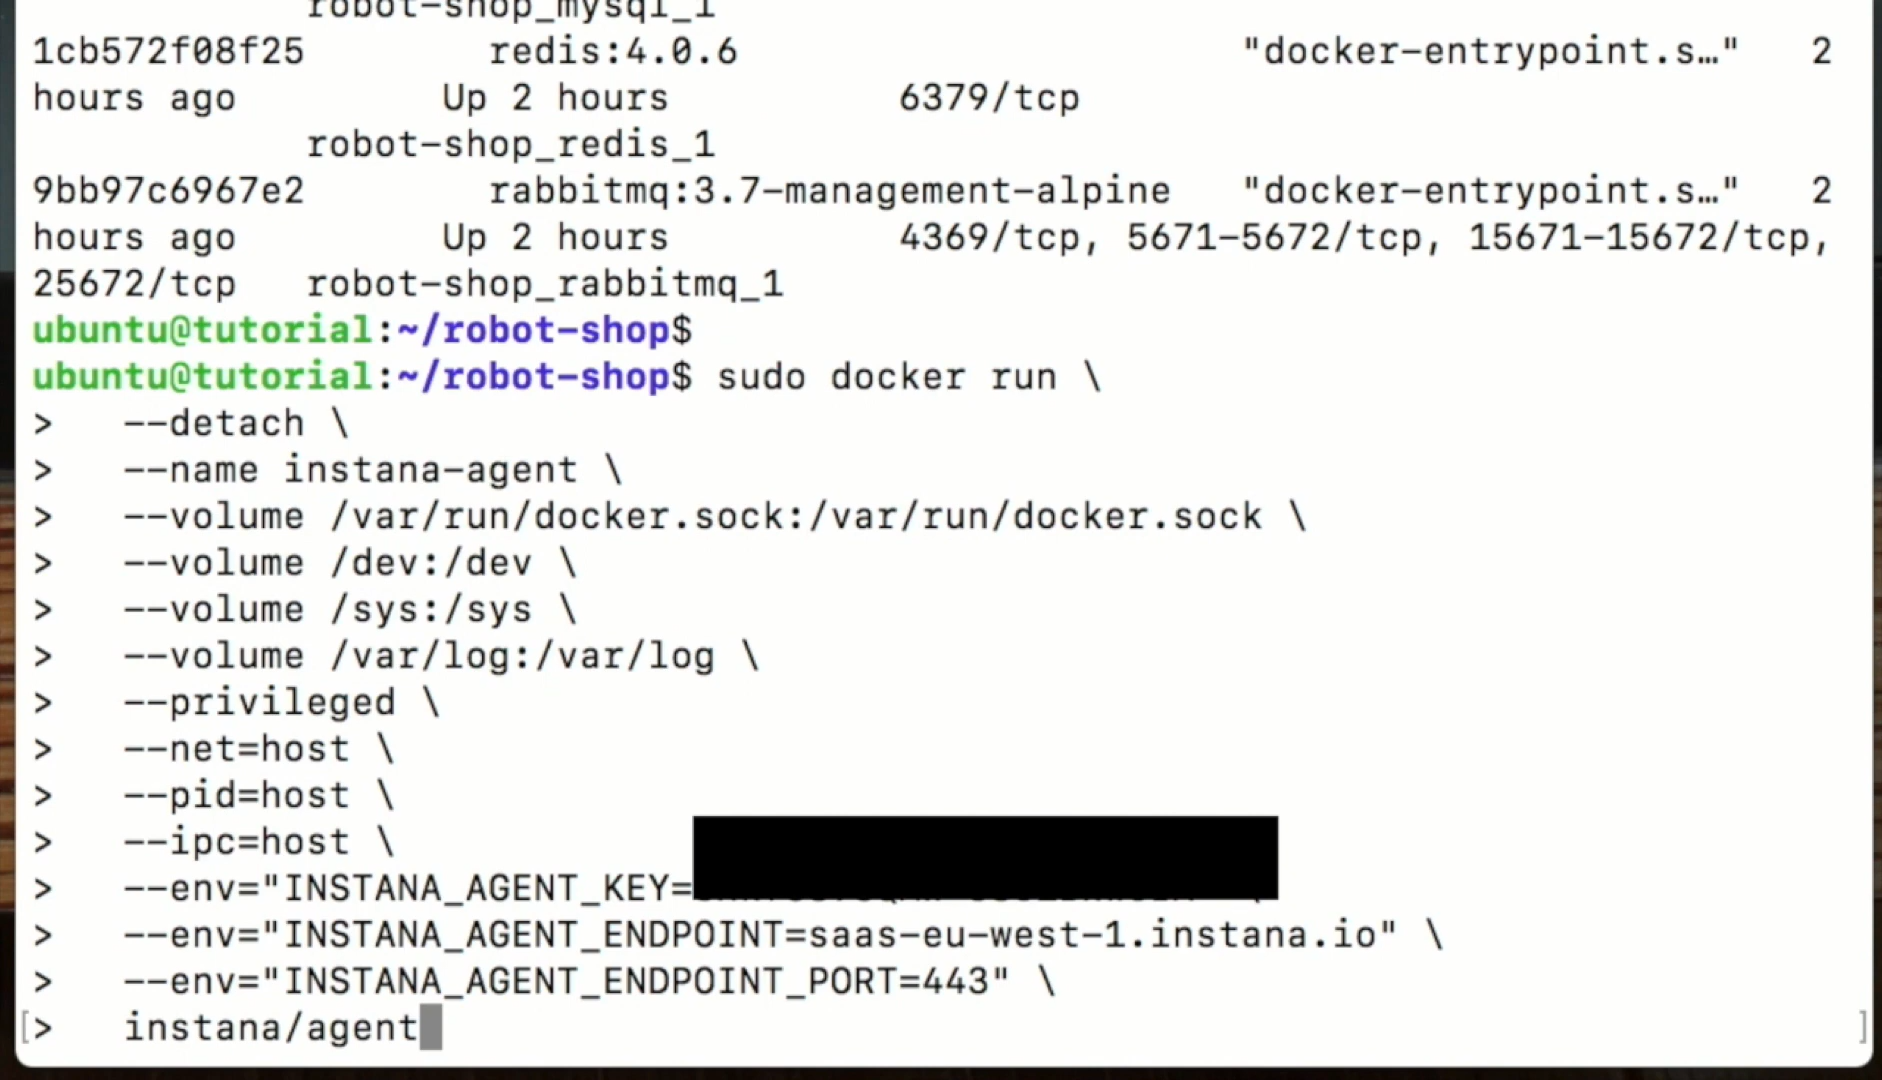 robot-shop_mysql_1
1cb572f08f25 redis:4.0.6 "docker-entrypoint.s…" 2
hours ago Up 2 hours 6379/tcp
robot-shop_redis_1
9bb97c6967e2 rabbitmq:3.7-management-alpine "docker-entrypoint.s…" 2
hours ago Up 2 hours 4369/tcp, 5671-5672/tcp, 15671-15672/tcp,
25672/tcp robot-shop_rabbitmq_1
ubuntu@tutorial:~/robot-shop$
ubuntu@tutorial:~/robot-shop$ sudo docker run \
> --detach \
> --name instana-agent \
> --volume /var/run/docker.sock:/var/run/docker.sock \
> --volume /dev:/dev \
> --volume /sys:/sys \
> --volume /var/log:/var/log \
> --privileged \
> --net=host \
> --pid=host \
> --ipc=host \
> --env="INSTANA_AGENT_KEY=
> --env="INSTANA_AGENT_ENDPOINT=saas-eu-west-1.instana.io" \
> --env="INSTANA_AGENT_ENDPOINT_PORT=443" \
[> instana/agent ]